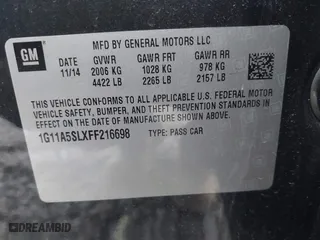 GM
MFD BY GENERAL MOTORS LLC.
DATE GVWR GAWR FRT GAWR RR
11/14 2006 KG 1028 KG 978 KG
4422 LB 2265 LB 2157 LB
THIS VEHICLE CONFORMS TO ALL APPLICABLE U.S. FEDERAL MOTOR
VEHICLE SAFETY, BUMPER, AND THEFT PREVENTION STANDARDS
IN EFFECT ON THE DATE OF MANUFACTURE SHOWN ABOVE.
1G11A5SLXFF216698 TYPE: PASS CAR
DREAMBID